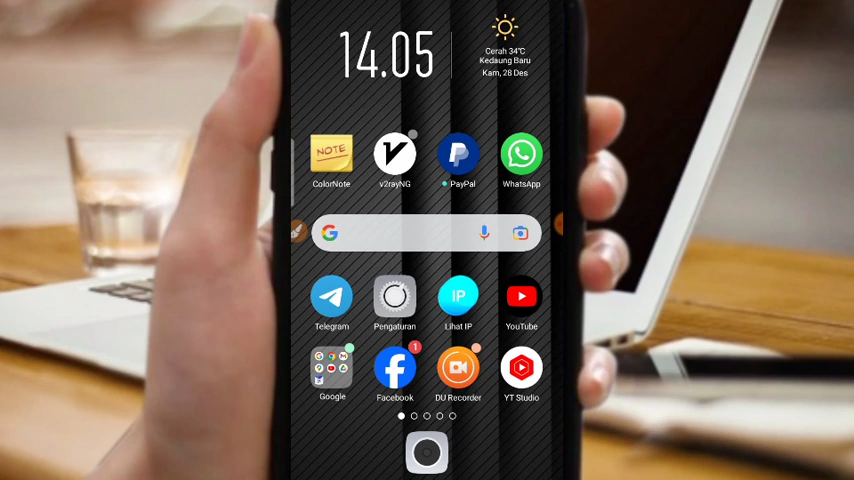 14.05
Cerah 34°C
Kedaung Baru
Kam, 28 Des
NOTE
ColorNote
v2rayNG
PayPal
WhatsApp
IP
Telegram
Pengaturan
Lihat IP
YouTube
1
Google
Facebook
DU Recorder
YT Studio